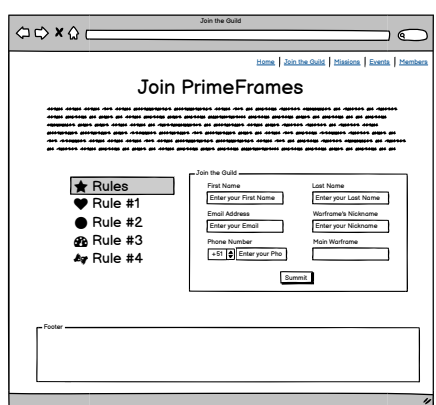 Join the Guild
Home | Join the Guild | Missions | Events | Members
Join PrimeFrames
Rules
Rule #1
Rule #2
Rule #3
Rule #4
Join the Guild
First Name
Last Name
Enter your First Name
Enter your Last Name
Email Address
Warframe's Nickname
Enter your Email
Enter your Nickname
Phone Number
Main Warframe
+51
Enter your Pho
Summit
Footer